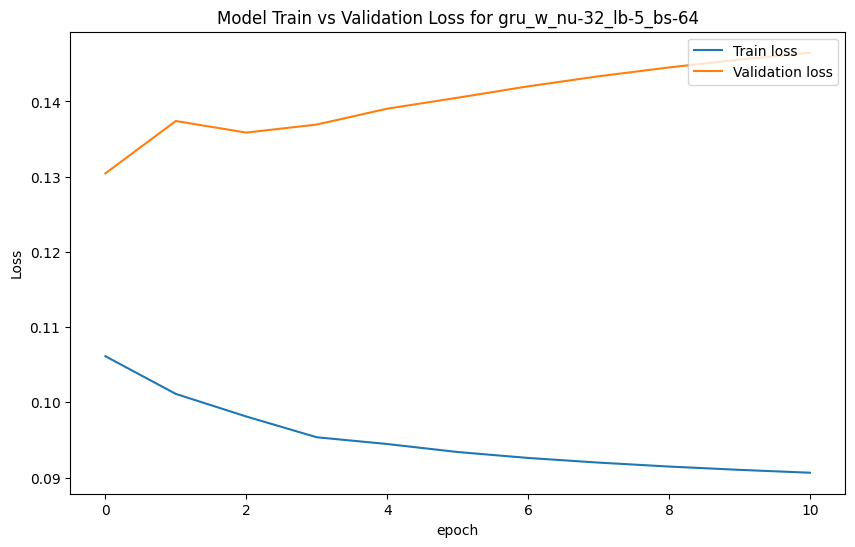 Model Train vs Validation Loss for gru_w_nu-32_lb-5_bs-64
Train loss
Validation loss
0.14
0.13
0.12
0.11
0.10
0.09
Loss
0 2 4 6 8 10
epoch